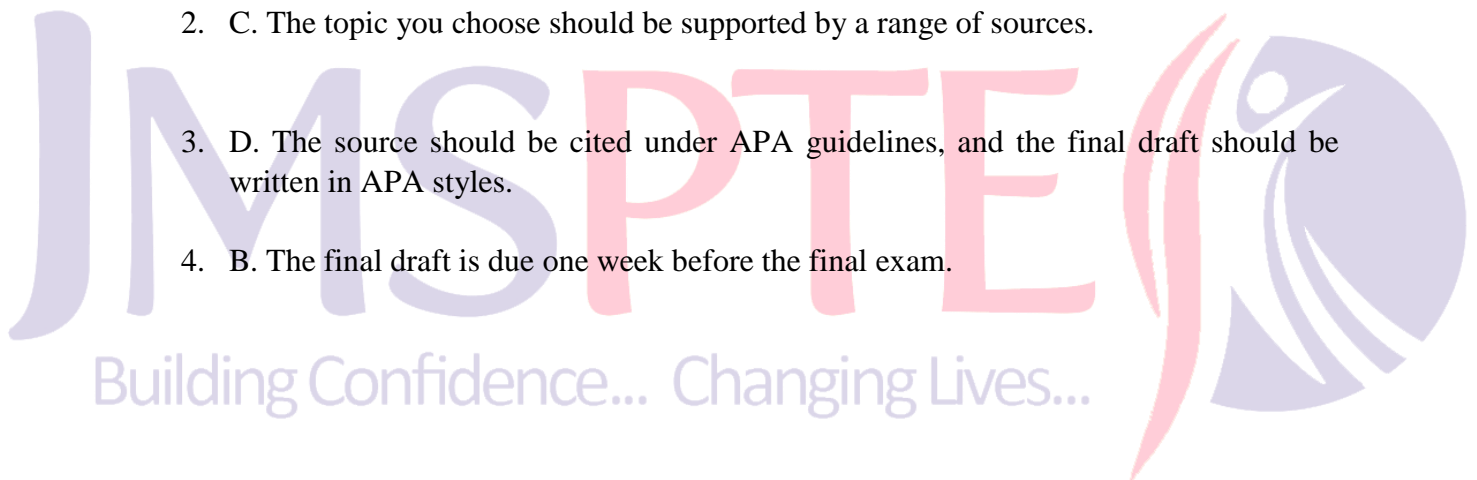 2. C. The topic you choose should be supported by a range of sources.
3. D. The source should be cited under APA guidelines, and the final draft should be
written in APA styles.
4. B. The final draft is due one week before the final exam.
JMSPTE
Building Confidence... Changing Lives...